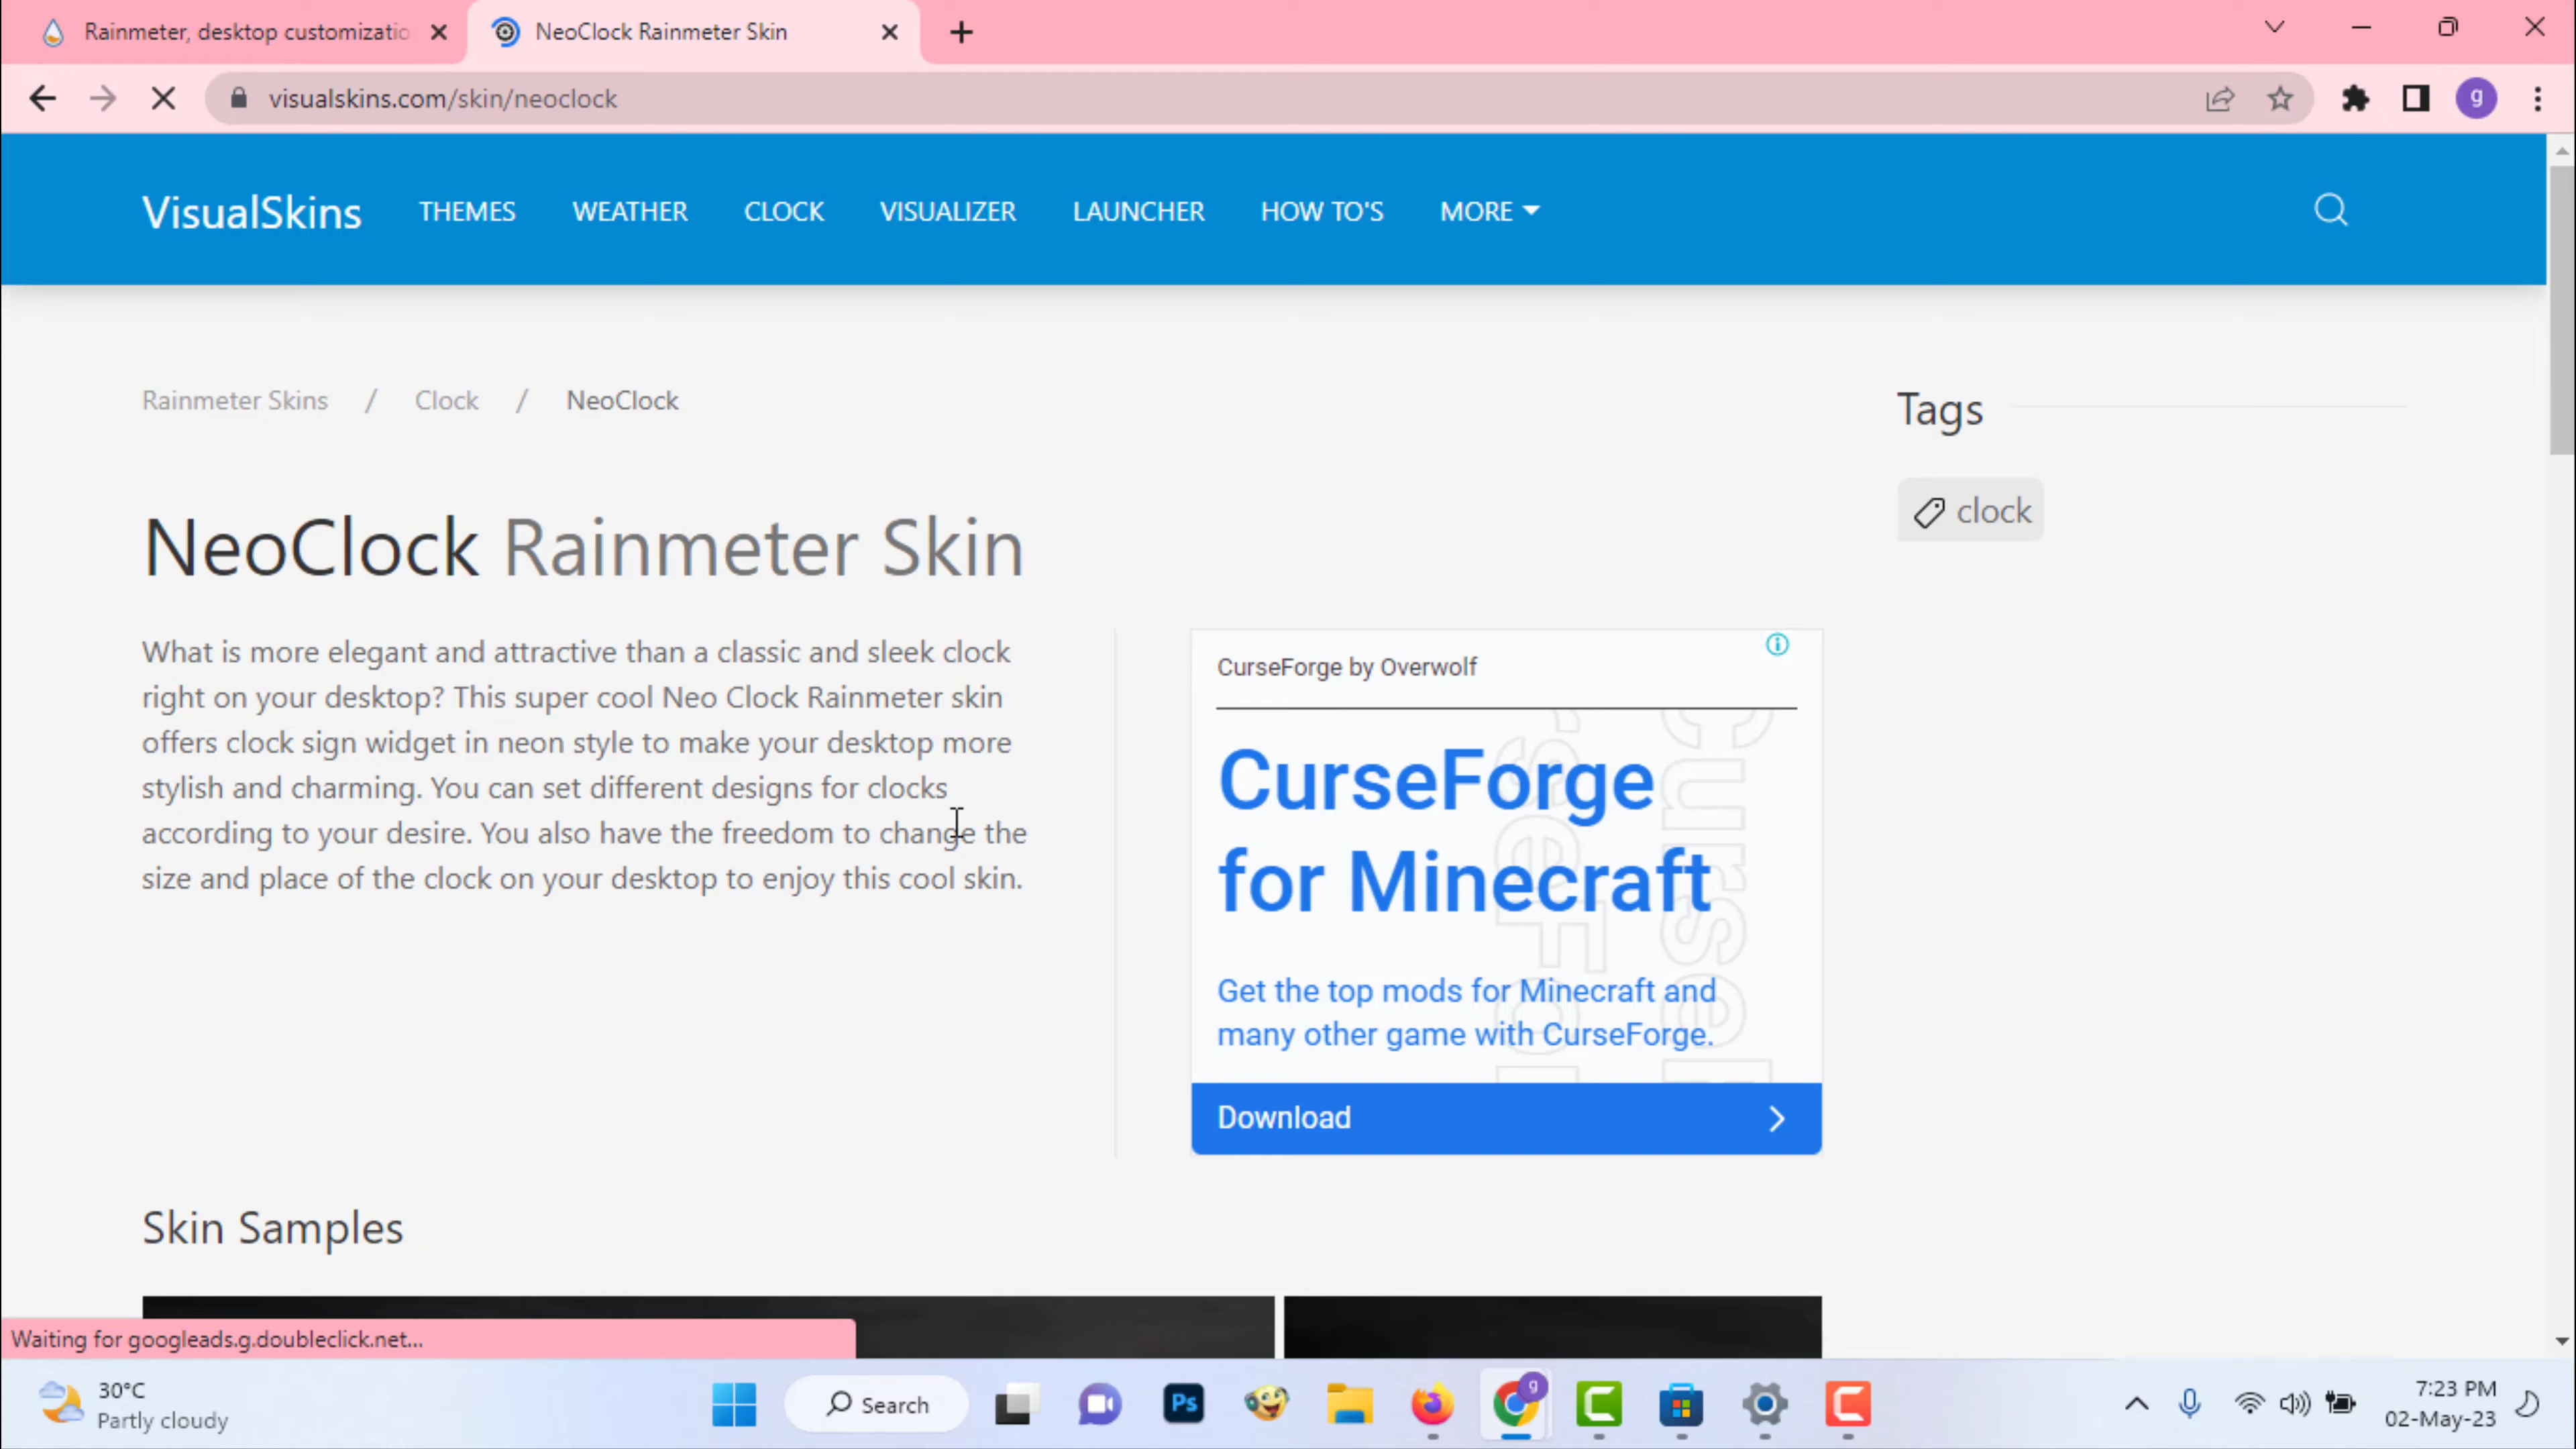 Rainmeter, desktop customizatio
NeoClock Rainmeter Skin
visualskins.com/skin/neoclock
g
VisualSkins THEMES WEATHER CLOCK VISUALIZER LAUNCHER HOW TO'S MORE
Rainmeter Skins / Clock / NeoClock
Tags
clock
NeoClock Rainmeter Skin
What is more elegant and attractive than a classic and sleek clock
right on your desktop? This super cool Neo Clock Rainmeter skin
offers clock sign widget in neon style to make your desktop more
stylish and charming. You can set different designs for clocks
according to your desire. You also have the freedom to change the
size and place of the clock on your desktop to enjoy this cool skin.
CurseForge by Overwolf
CurseForge
for Minecraft
Get the top mods for Minecraft and
many other game with CurseForge.
Download
Skin Samples
Waiting for googleads.g.doubleclick.net...
30°C
Partly cloudy
Search
Ps
g
7:23 PM
02-May-23